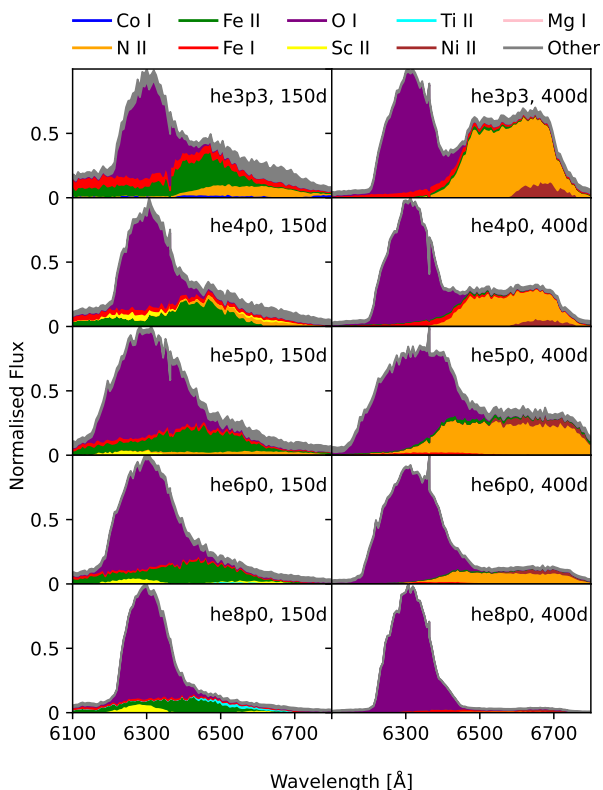 Co I Fe II O I Ti II Mg I
N II Fe I Sc II Ni II Other
he3p3, 150d he3p3, 400d
0.5
0
he4p0, 150d he4p0, 400d
0.5
0
he5p0, 150d he5p0, 400d
0.5
0
he6p0, 150d he6p0, 400d
0.5
0
he8p0, 150d he8p0, 400d
0.5
0
6100 6300 6500 6700 6300 6500 6700
Normalised Flux
Wavelength [Å]